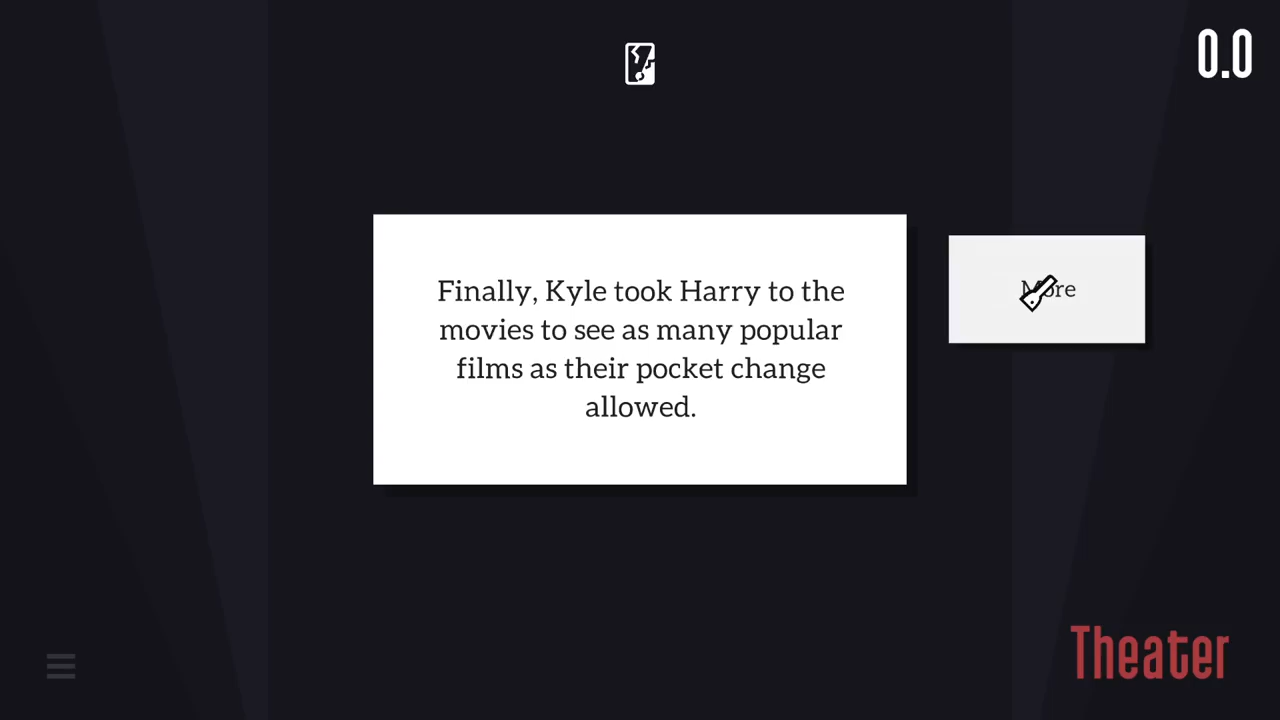 0.0
Finally, Kyle took Harry to the
movies to see as many popular
films as their pocket change
allowed.
More
Theater